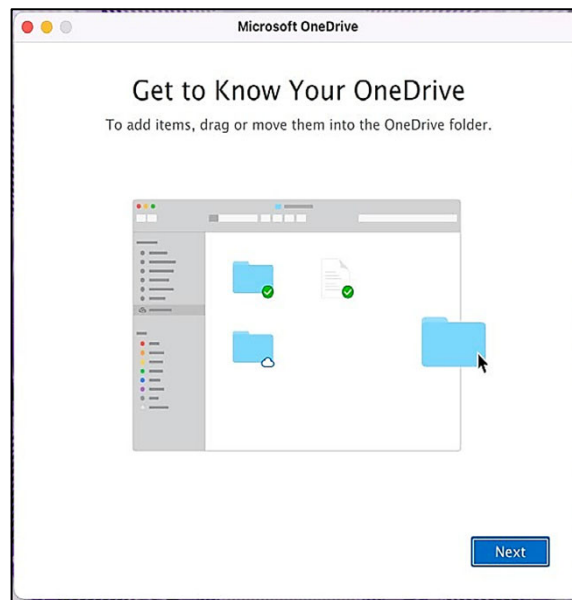 Microsoft OneDrive
Get to Know Your OneDrive
To add items, drag or move them into the OneDrive folder.
Next